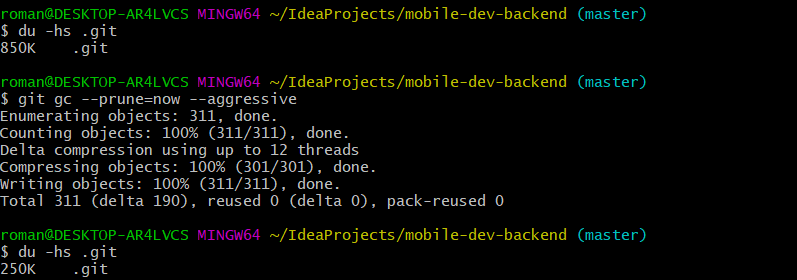 roman@DESKTOP-AR4LVCS MINGW64 ~/IdeaProjects/mobile-dev-backend (master)
$ du -hs .git
850K    .git
roman@DESKTOP-AR4LVCS MINGW64 ~/IdeaProjects/mobile-dev-backend (master)
$ git gc --prune=now --aggressive
Enumerating objects: 311, done.
Counting objects: 100% (311/311), done.
Delta compression using up to 12 threads
Compressing objects: 100% (301/301), done.
Writing objects: 100% (311/311), done.
Total 311 (delta 190), reused 0 (delta 0), pack-reused 0
roman@DESKTOP-AR4LVCS MINGW64 ~/IdeaProjects/mobile-dev-backend (master)
$ du -hs .git
250K    .git